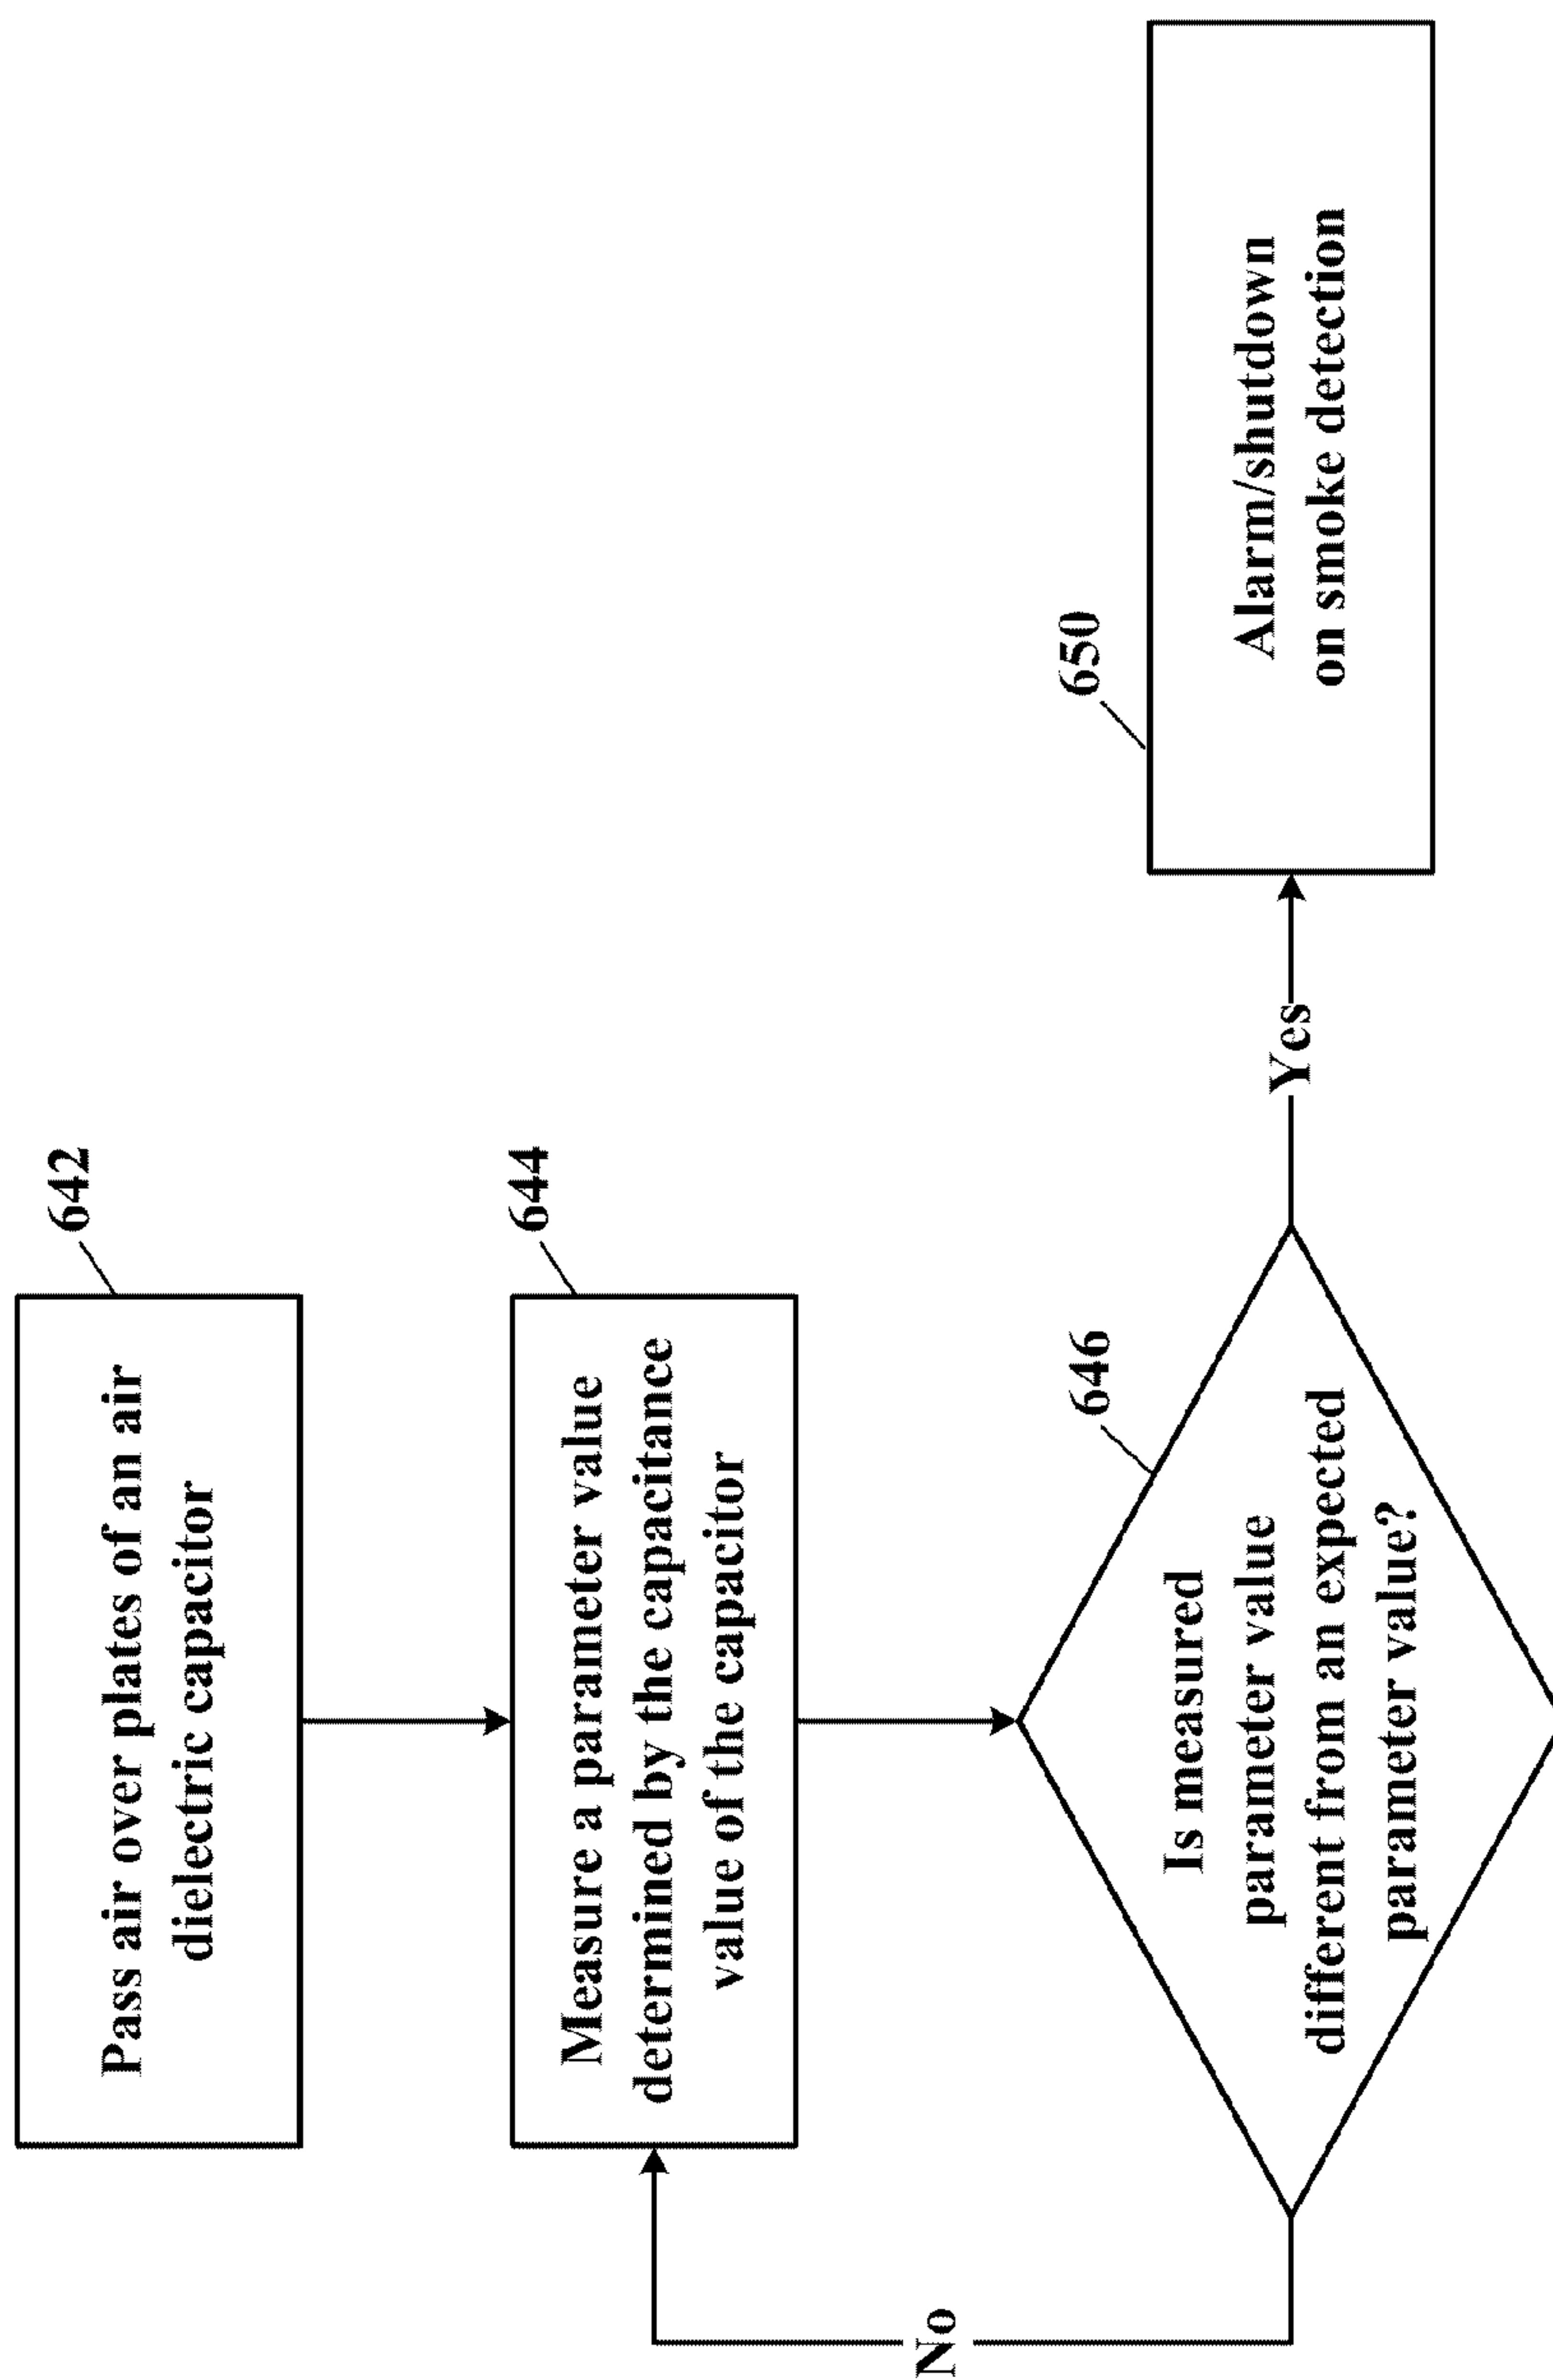 642
Pass air over plates of an air
dielectric capacitor
644
Measure a parameter value
determined by the capacitance
value of the capacitor
646
Is measured
parameter value
different from an expected
parameter value?
No
Yes
650
Alarm/shutdown
on smoke detection